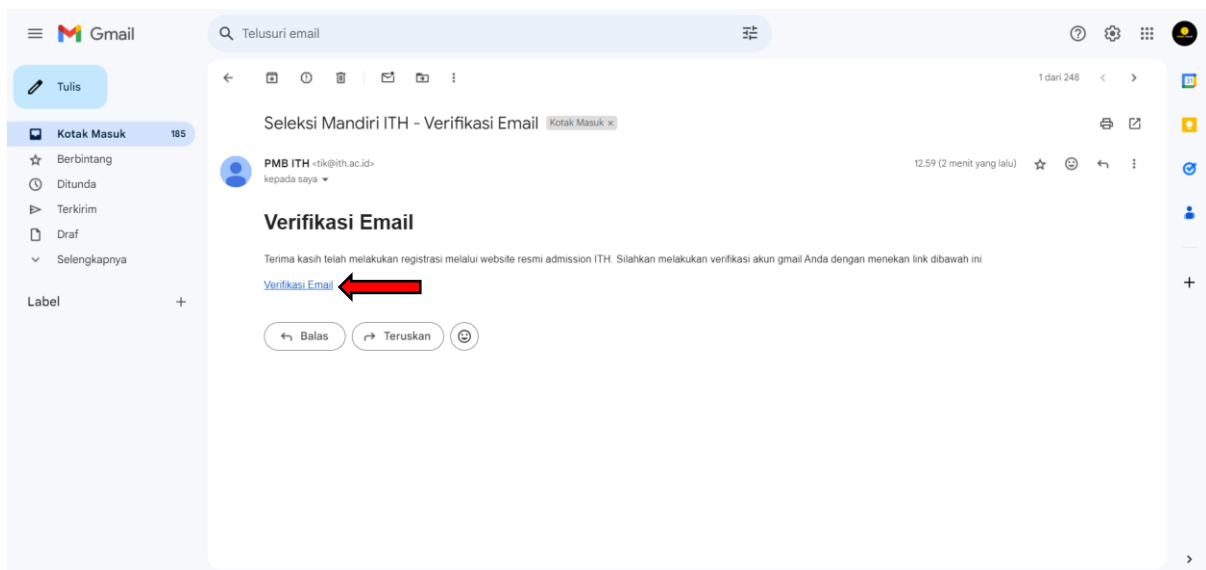 Gmail
Telusuri email
Tulis
1 dari 248
Kotak Masuk 185
Berbintang
Ditunda
Terkirim
Draf
Selengkapnya
Label
Seleksi Mandiri ITH - Verifikasi Email Kotak Masuk ×
PMB ITH <tik@ith.ac.id>
12.59 (2 menit yang lalu)
kepada saya
Verifikasi Email
Terima kasih telah melakukan registrasi melalui website resmi admission ITH. Silahkan melakukan verifikasi akun gmail Anda dengan menekan link dibawah ini
Verifikasi Email
Balas
Teruskan
31